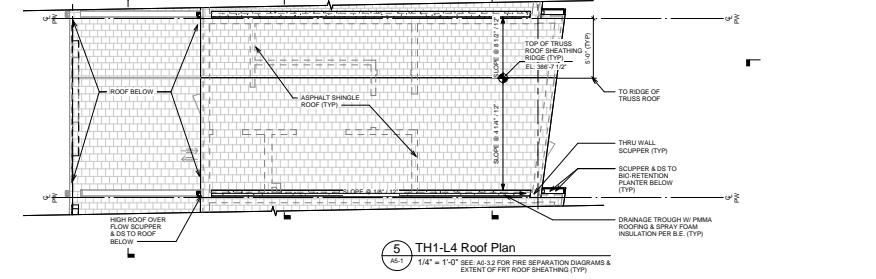 ℄
PW
℄
PW
SLOPE @ 8 1/2" / 12"
TOP OF TRUSS
ROOF SHEATHING
RIDGE (TYP)
EL: 386'-7 1/2"
5'-0" (TYP)
ROOF BELOW
ASPHALT SHINGLE
ROOF (TYP)
TO RIDGE OF
TRUSS ROOF
SLOPE @ 4 1/4" / 12"
THRU WALL
SCUPPER (TYP)
SCUPPER & DS TO
BIO-RETENTION
PLANTER BELOW
(TYP)
SLOPE @ 1/8" / 12"
℄
PW
℄
PW
HIGH ROOF OVER
FLOW SCUPPER
& DS TO ROOF
BELOW
DRAINAGE TROUGH W/ PMMA
ROOFING & SPRAY FOAM
INSULATION PER B.E. (TYP)
5
A5-1
TH1-L4 Roof Plan
1/4" = 1'-0"
SEE: A0-3.2 FOR FIRE SEPARATION DIAGRAMS &
EXTENT OF FRT ROOF SHEATHING (TYP)